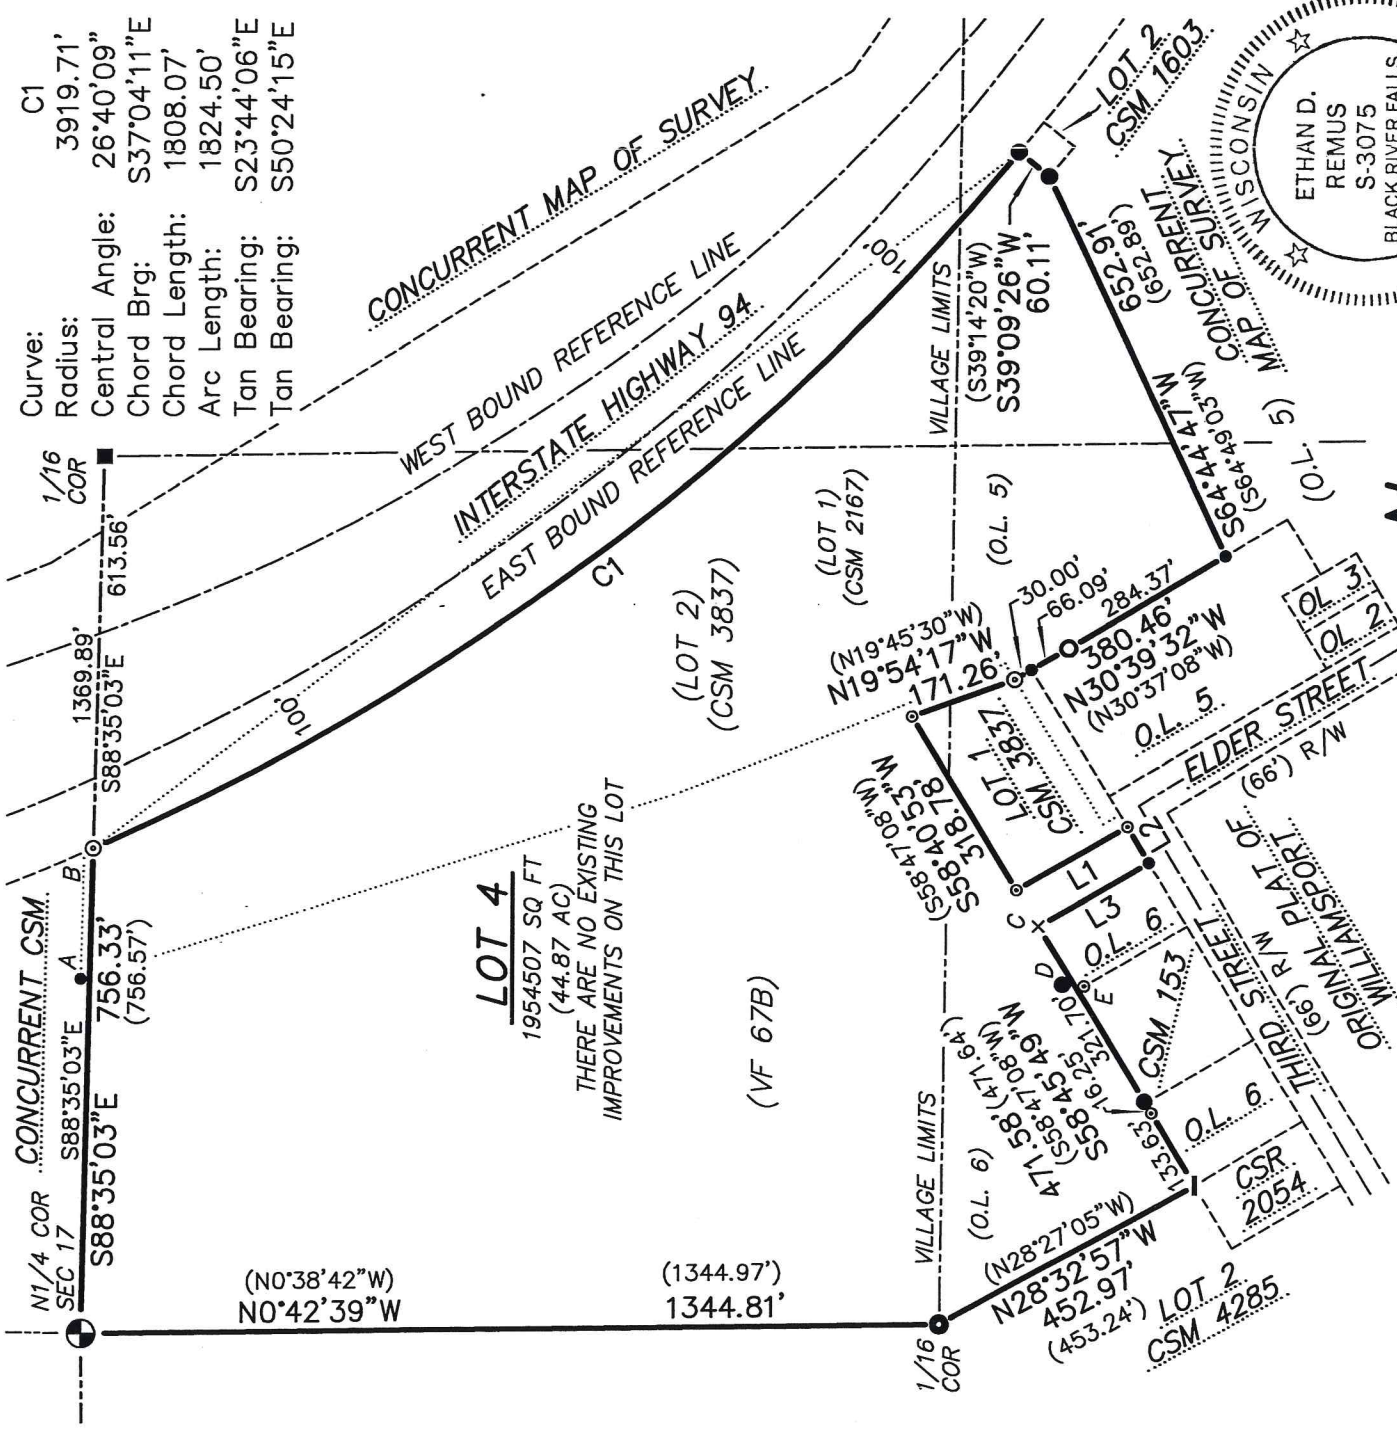 Curve: C1
Radius: 3919.71'
Central Angle: 26°40'09"
Chord Brg: S37°04'11"E
Chord Length: 1808.07'
Arc Length: 1824.50'
Tan Bearing: S23°44'06"E
Tan Bearing: S50°24'15"E
N1/4 COR
SEC 17
CONCURRENT CSM
S88°35'03"E
S88°35'03"E
A
B
756.33'
(756.57')
S88°35'03"E
1369.89'
613.56'
1/16
COR
CONCURRENT MAP OF SURVEY
WEST BOUND REFERENCE LINE
INTERSTATE HIGHWAY 94
EAST BOUND REFERENCE LINE
100'
100'
C1
LOT 2
CSM 1603
WISCONSIN
ETHAN D.
REMUS
S-3075
BLACK RIVER FALLS
(N0°38'42"W)
N0°42'39"W
(1344.97')
1344.81'
LOT 4
1954507 SQ FT
(44.87 AC)
THERE ARE NO EXISTING
IMPROVEMENTS ON THIS LOT
(VF 67B)
(LOT 2)
(CSM 3837)
(LOT 1)
(CSM 2167)
VILLAGE LIMITS
(O.L. 5)
(S39°14'20"W)
S39°09'26"W
60.11'
652.91'
(652.89')
CONCURRENT
MAP OF SURVEY
S64°44'47"W
(S64°49'03"W)
(O.L. 5)
(N19°45'30"W)
N19°54'17"W
171.26'
30.00'
66.09'
284.37'
380.46'
N30°39'32"W
(N30°37'08"W)
O.L. 5
OL 3
OL 2
ELDER STREET
(66') R/W
LOT 1
CSM 3837
(S58°47'08"W)
S58°40'53"W
318.78'
L1
L2
L3
C
D
E
O.L. 6
CSM 153
THIRD STREET
(66') R/W
ORIGINAL PLAT OF
WILLIAMSPORT
VILLAGE LIMITS
(O.L. 6)
471.58' (471.64')
(S58°47'08"W)
S58°45'49"W
321.70'
16.25'
133.63'
O.L. 6
CSR
2054
1/16
COR
(N28°27'05"W)
N28°32'57"W
452.97'
(453.24')
LOT 2
CSM 4285